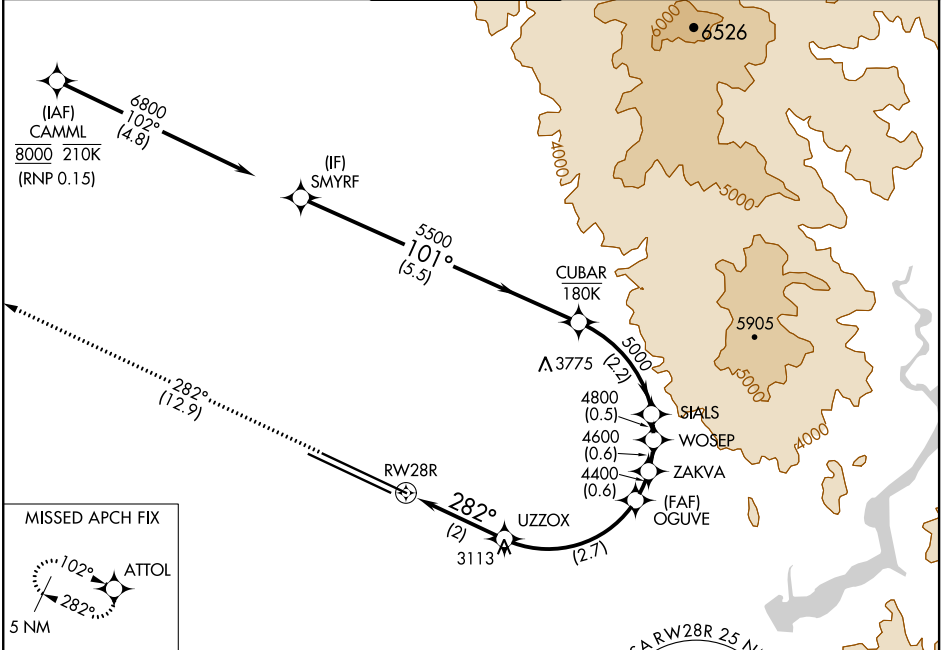 6526
6000
(IAF)
CAMML
8000 210K
(RNP 0.15)
6800
102°
(4.8)
(IF)
SMYRF
4000
5000
5500
101°
(5.5)
CUBAR
180K
5905
5000
4000
3775
5000
(2.2)
4800
(0.5)
SIALS
4600
(0.6)
WOSEP
4400
(0.6)
ZAKVA
(FAF)
OGUVE
282°
(12.9)
RW28R
282°
(2)
UZZOX
3113
(2.7)
MISSED APCH FIX
102°
ATTOL
282°
5 NM
RW28R 25